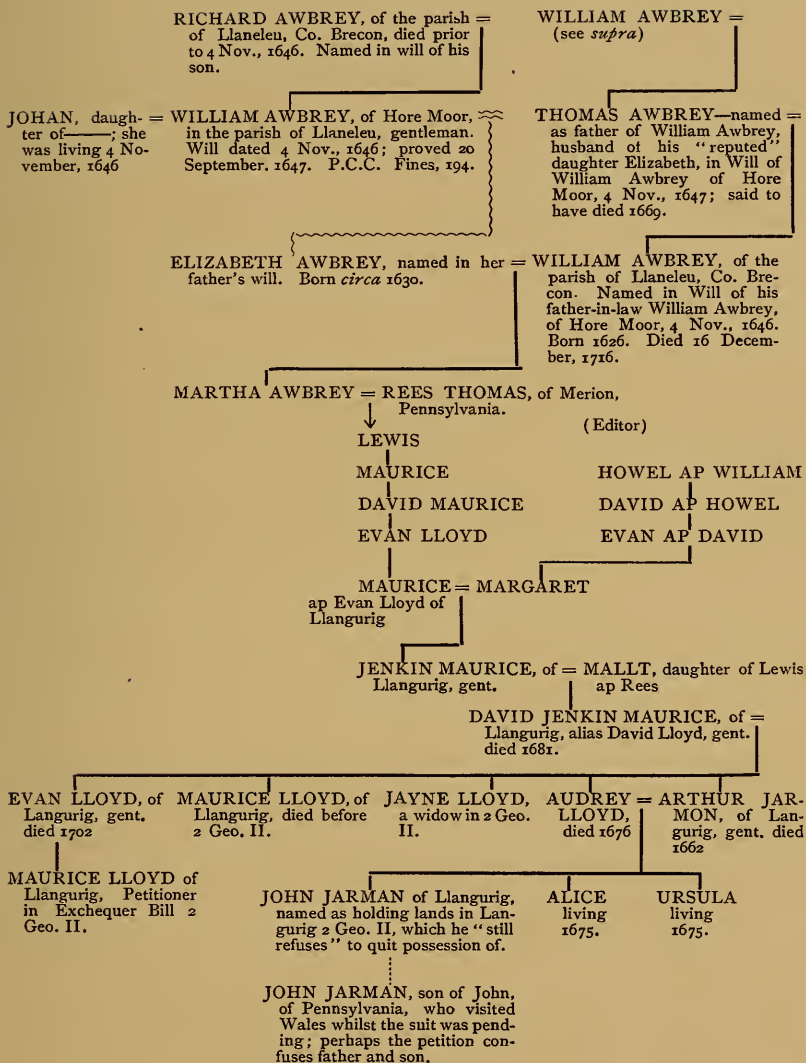 RICHARD AWBREY, of the parish =
of Llaneleu, Co. Brecon, died prior
to 4 Nov., 1646. Named in will of his
son.
WILLIAM AWBREY =
(see supra)
JOHAN, daugh- =
ter of——; she
was living 4 No-
vember, 1646
WILLIAM AWBREY, of Hore Moor,
in the parish of Llaneleu, gentleman.
Will dated 4 Nov., 1646; proved 20
September. 1647. P.C.C. Fines, 194.
THOMAS AWBREY—named =
as father of William Awbrey,
husband of his "reputed"
daughter Elizabeth, in Will of
William Awbrey of Hore
Moor, 4 Nov., 1647; said to
have died 1669.
ELIZABETH AWBREY, named in her =
father's will. Born circa 1630.
WILLIAM AWBREY, of the
parish of Llaneleu, Co. Bre-
con. Named in Will of his
father-in-law William Awbrey,
of Hore Moor, 4 Nov., 1646.
Born 1626. Died 16 Decem-
ber, 1716.
MARTHA AWBREY = REES THOMAS, of Merion,
Pennsylvania.
(Editor)
LEWIS
MAURICE
DAVID MAURICE
EVAN LLOYD
HOWEL AP WILLIAM
DAVID AP HOWEL
EVAN AP DAVID
MAURICE = MARGARET
ap Evan Lloyd of
Llangurig
JENKIN MAURICE, of = MALLT, daughter of Lewis
Llangurig, gent. ap Rees
DAVID JENKIN MAURICE, of =
Llangurig, alias David Lloyd, gent.
died 1681.
EVAN LLOYD, of
Langurig, gent.
died 1702
MAURICE LLOYD, of
Llangurig, died before
2 Geo. II.
JAYNE LLOYD,
a widow in 2 Geo.
II.
AUDREY =
LLOYD,
died 1676
ARTHUR JAR-
MON, of Lan-
gurig, gent. died
1662
MAURICE LLOYD of
Llangurig, Petitioner
in Exchequer Bill 2
Geo. II.
JOHN JARMAN of Llangurig,
named as holding lands in Lan-
gurig 2 Geo. II, which he "still
refuses" to quit possession of.
ALICE
living
1675.
URSULA
living
1675.
JOHN JARMAN, son of John,
of Pennsylvania, who visited
Wales whilst the suit was pend-
ing; perhaps the petition con-
fuses father and son.